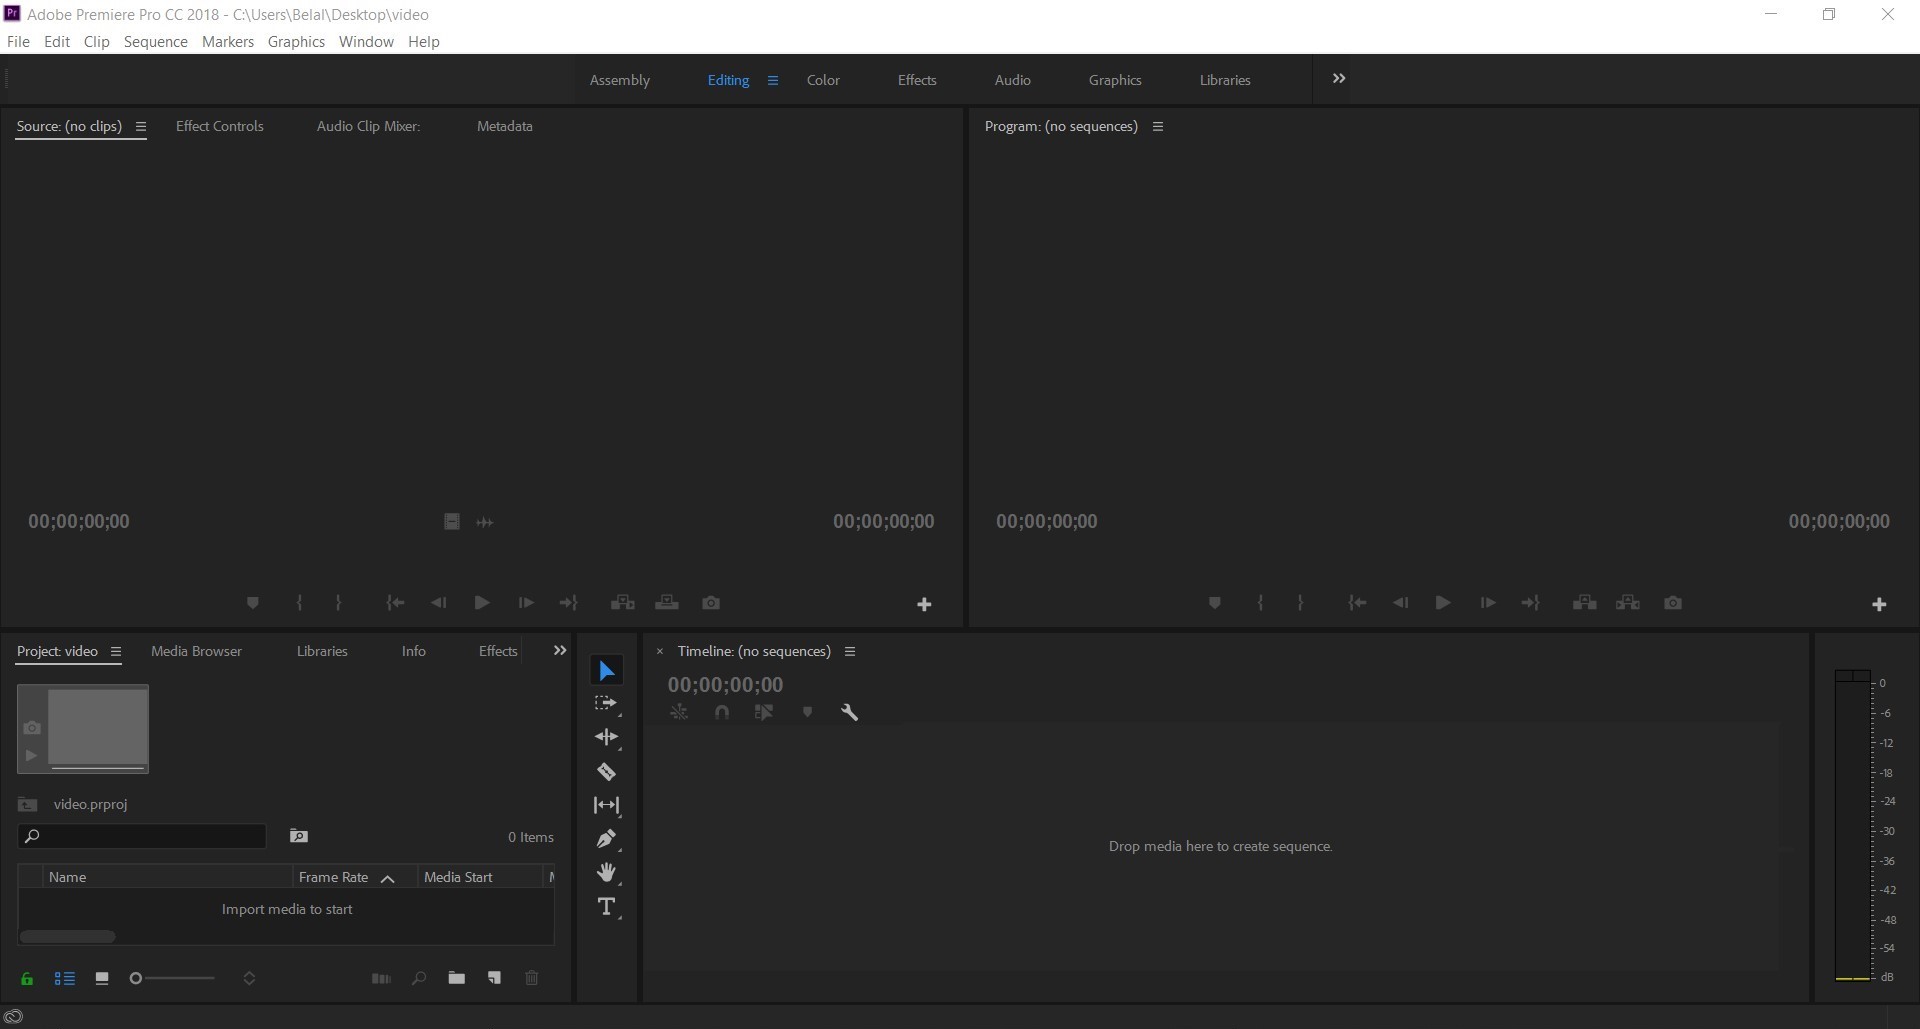 Pr Adobe Premiere Pro CC 2018 - C:\Users\Belal\Desktop\video
File Edit Clip Sequence Markers Graphics Window Help
Assembly Editing Color Effects Audio Graphics Libraries
Source: (no clips) Effect Controls Audio Clip Mixer: Metadata
Program: (no sequences)
00;00;00;00 00;00;00;00
00;00;00;00 00;00;00;00
Project: video Media Browser Libraries Info Effects
video.prproj
0 Items
Name Frame Rate Media Start
Import media to start
T
Timeline: (no sequences)
00;00;00;00
Drop media here to create sequence.
0
-6
-12
-18
-24
-30
-36
-42
-48
-54
dB